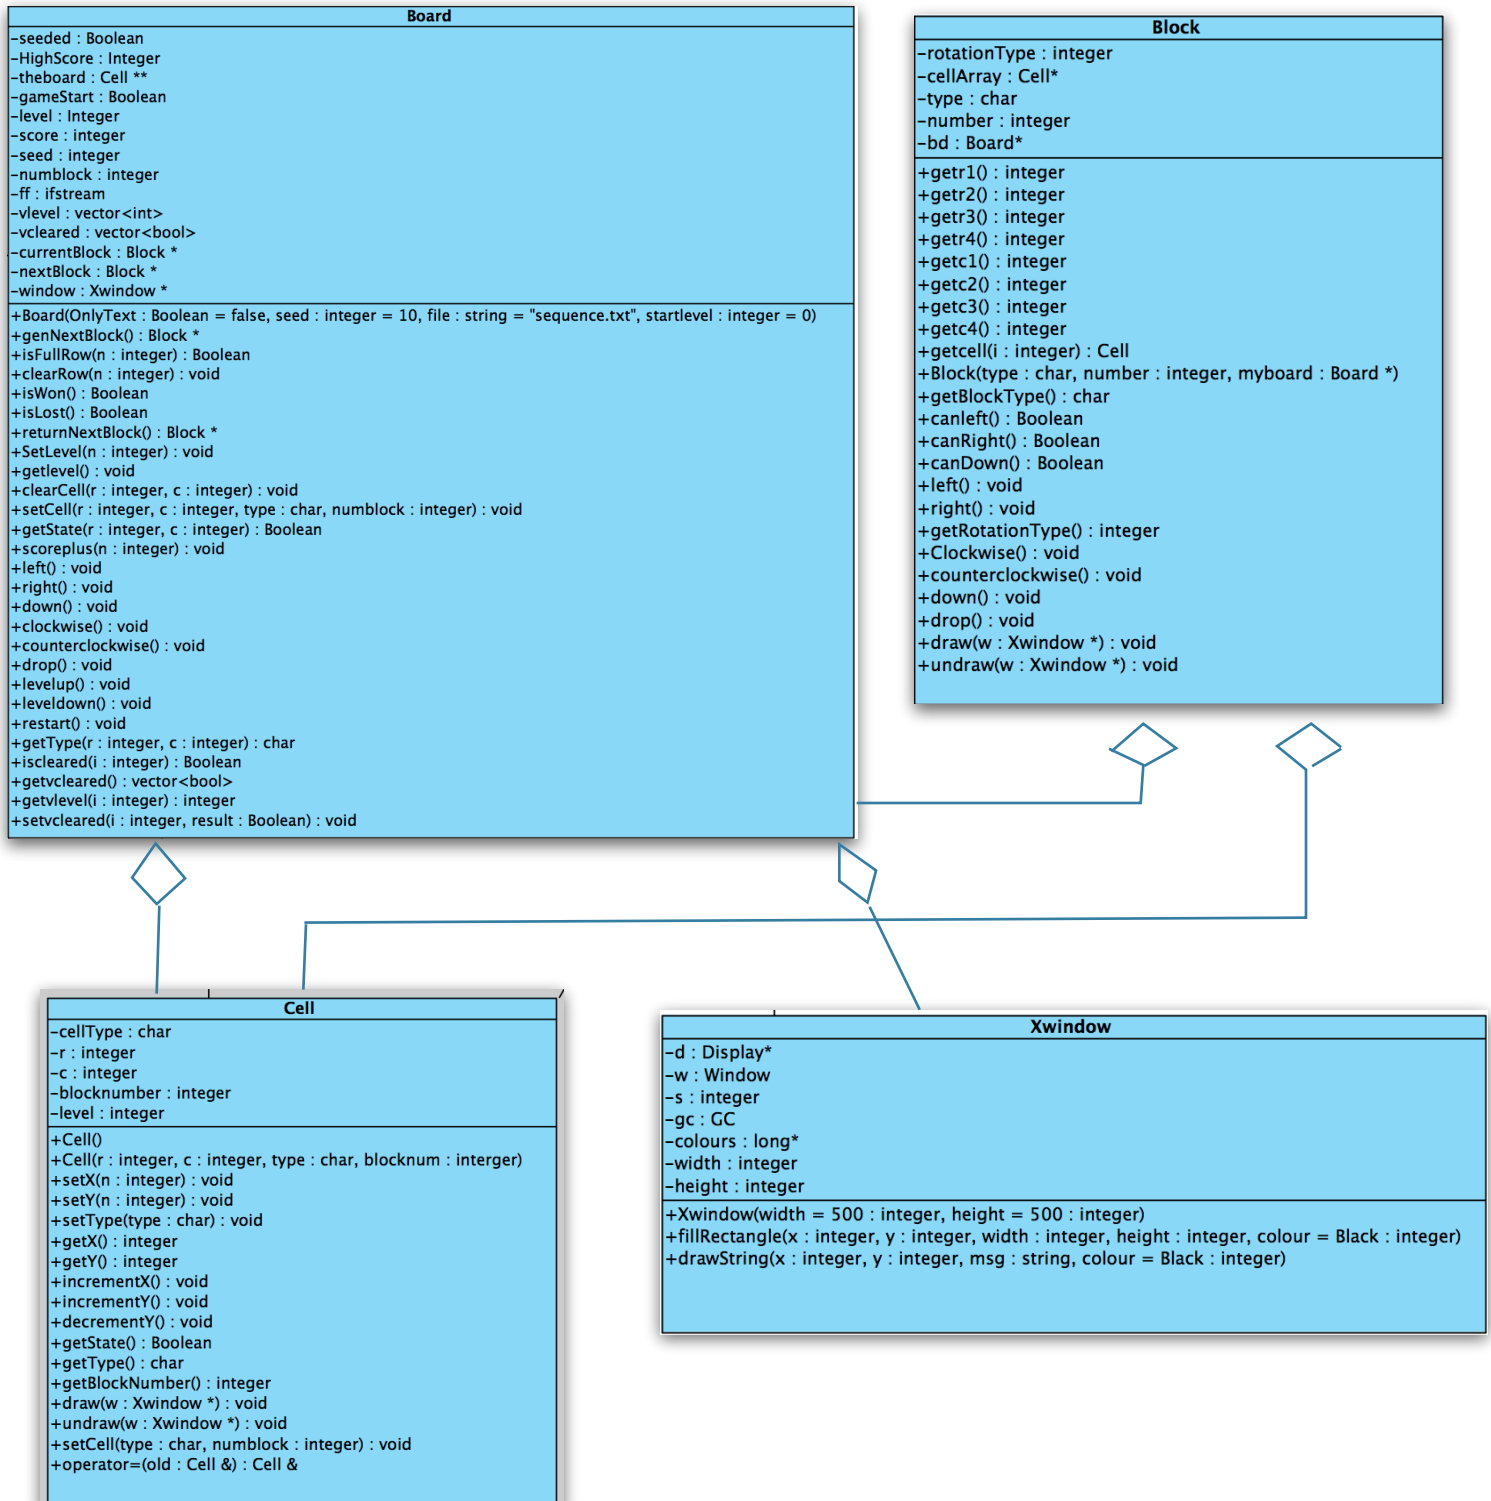 Board
-seeded : Boolean
-HighScore : Integer
-theboard : Cell **
-gameStart : Boolean
-level : Integer
-score : integer
-seed : integer
-numblock : integer
-ff : ifstream
-vlevel : vector<int>
-vcleared : vector<bool>
-currentBlock : Block *
-nextBlock : Block *
-window : Xwindow *
+Board(OnlyText : Boolean = false, seed : integer = 10, file : string = "sequence.txt", startlevel : integer = 0)
+genNextBlock() : Block *
+isFullRow(n : integer) : Boolean
+clearRow(n : integer) : void
+isWon() : Boolean
+isLost() : Boolean
+returnNextBlock() : Block *
+SetLevel(n : integer) : void
+getlevel() : void
+clearCell(r : integer, c : integer) : void
+setCell(r : integer, c : integer, type : char, numblock : integer) : void
+getState(r : integer, c : integer) : Boolean
+scoreplus(n : integer) : void
+left() : void
+right() : void
+down() : void
+clockwise() : void
+counterclockwise() : void
+drop() : void
+levelup() : void
+leveldown() : void
+restart() : void
+getType(r : integer, c : integer) : char
+iscleared(i : integer) : Boolean
+getvcleared() : vector<bool>
+getvlevel(i : integer) : integer
+setvcleared(i : integer, result : Boolean) : void
Block
-rotationType : integer
-cellArray : Cell*
-type : char
-number : integer
-bd : Board*
+getr1() : integer
+getr2() : integer
+getr3() : integer
+getr4() : integer
+getc1() : integer
+getc2() : integer
+getc3() : integer
+getc4() : integer
+getcell(i : integer) : Cell
+Block(type : char, number : integer, myboard : Board *)
+getBlockType() : char
+canleft() : Boolean
+canRight() : Boolean
+canDown() : Boolean
+left() : void
+right() : void
+getRotationType() : integer
+Clockwise() : void
+counterclockwise() : void
+down() : void
+drop() : void
+draw(w : Xwindow *) : void
+undraw(w : Xwindow *) : void
Cell
-cellType : char
-r : integer
-c : integer
-blocknumber : integer
-level : integer
+Cell()
+Cell(r : integer, c : integer, type : char, blocknum : interger)
+setX(n : integer) : void
+setY(n : integer) : void
+setType(type : char) : void
+getX() : integer
+getY() : integer
+incrementX() : void
+incrementY() : void
+decrementY() : void
+getState() : Boolean
+getType() : char
+getBlockNumber() : integer
+draw(w : Xwindow *) : void
+undraw(w : Xwindow *) : void
+setCell(type : char, numblock : integer) : void
+operator=(old : Cell &) : Cell &
Xwindow
-d : Display*
-w : Window
-s : integer
-gc : GC
-colours : long*
-width : integer
-height : integer
+Xwindow(width = 500 : integer, height = 500 : integer)
+fillRectangle(x : integer, y : integer, width : integer, height : integer, colour = Black : integer)
+drawString(x : integer, y : integer, msg : string, colour = Black : integer)